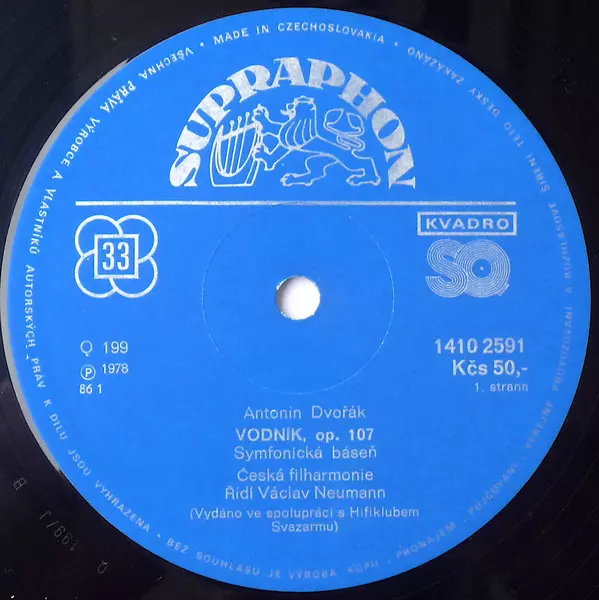 • MADE IN CZECHOSLOVAKIA •
VŠECHNA PRÁVA VÝROBCE A VLASTNÍKŮ AUTORSKÝCH PRÁV K DÍLU JSOU VYHRAZENA • BEZ SOUHLASU JE VÝROBA KOPIÍ, PRONÁJEM, PŮJČOVÁNÍ, VEŘEJNÉ PROVOZOVÁNÍ A ROZHLASOVÉ ŠÍŘENÍ TÉTO DESKY ZAKÁZÁNO
SUPRAPHON
33
KVADRO
SQ
Q 199
℗ 1978
86 1
1410 2591
Kčs 50,-
1. strana
Antonín Dvořák
VODNÍK, op. 107
Symfonická báseň
Česká filharmonie
Řídí Václav Neumann
(Vydáno ve spolupráci s Hifiklubem
Svazarmu)